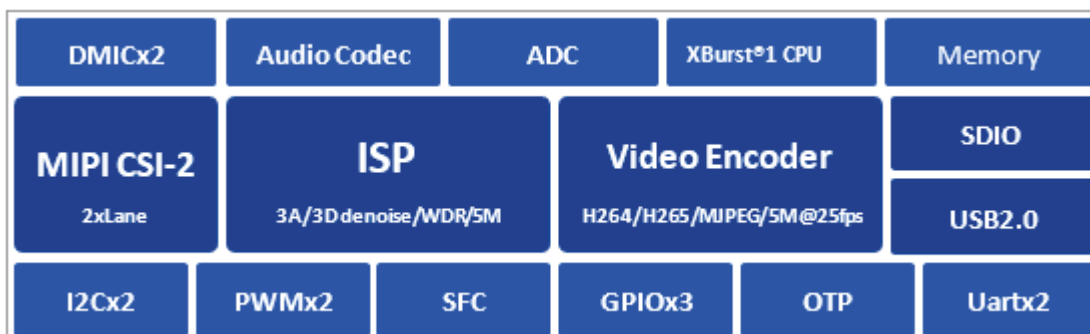 DMICx2
Audio Codec
ADC
XBurst®1 CPU
Memory
MIPI CSI-2
2xLane
ISP
3A/3D denoise/WDR/5M
Video Encoder
H264/H265/MJPEG/5M@25fps
SDIO
USB2.0
I2Cx2
PWMx2
SFC
GPIOx3
OTP
Uartx2